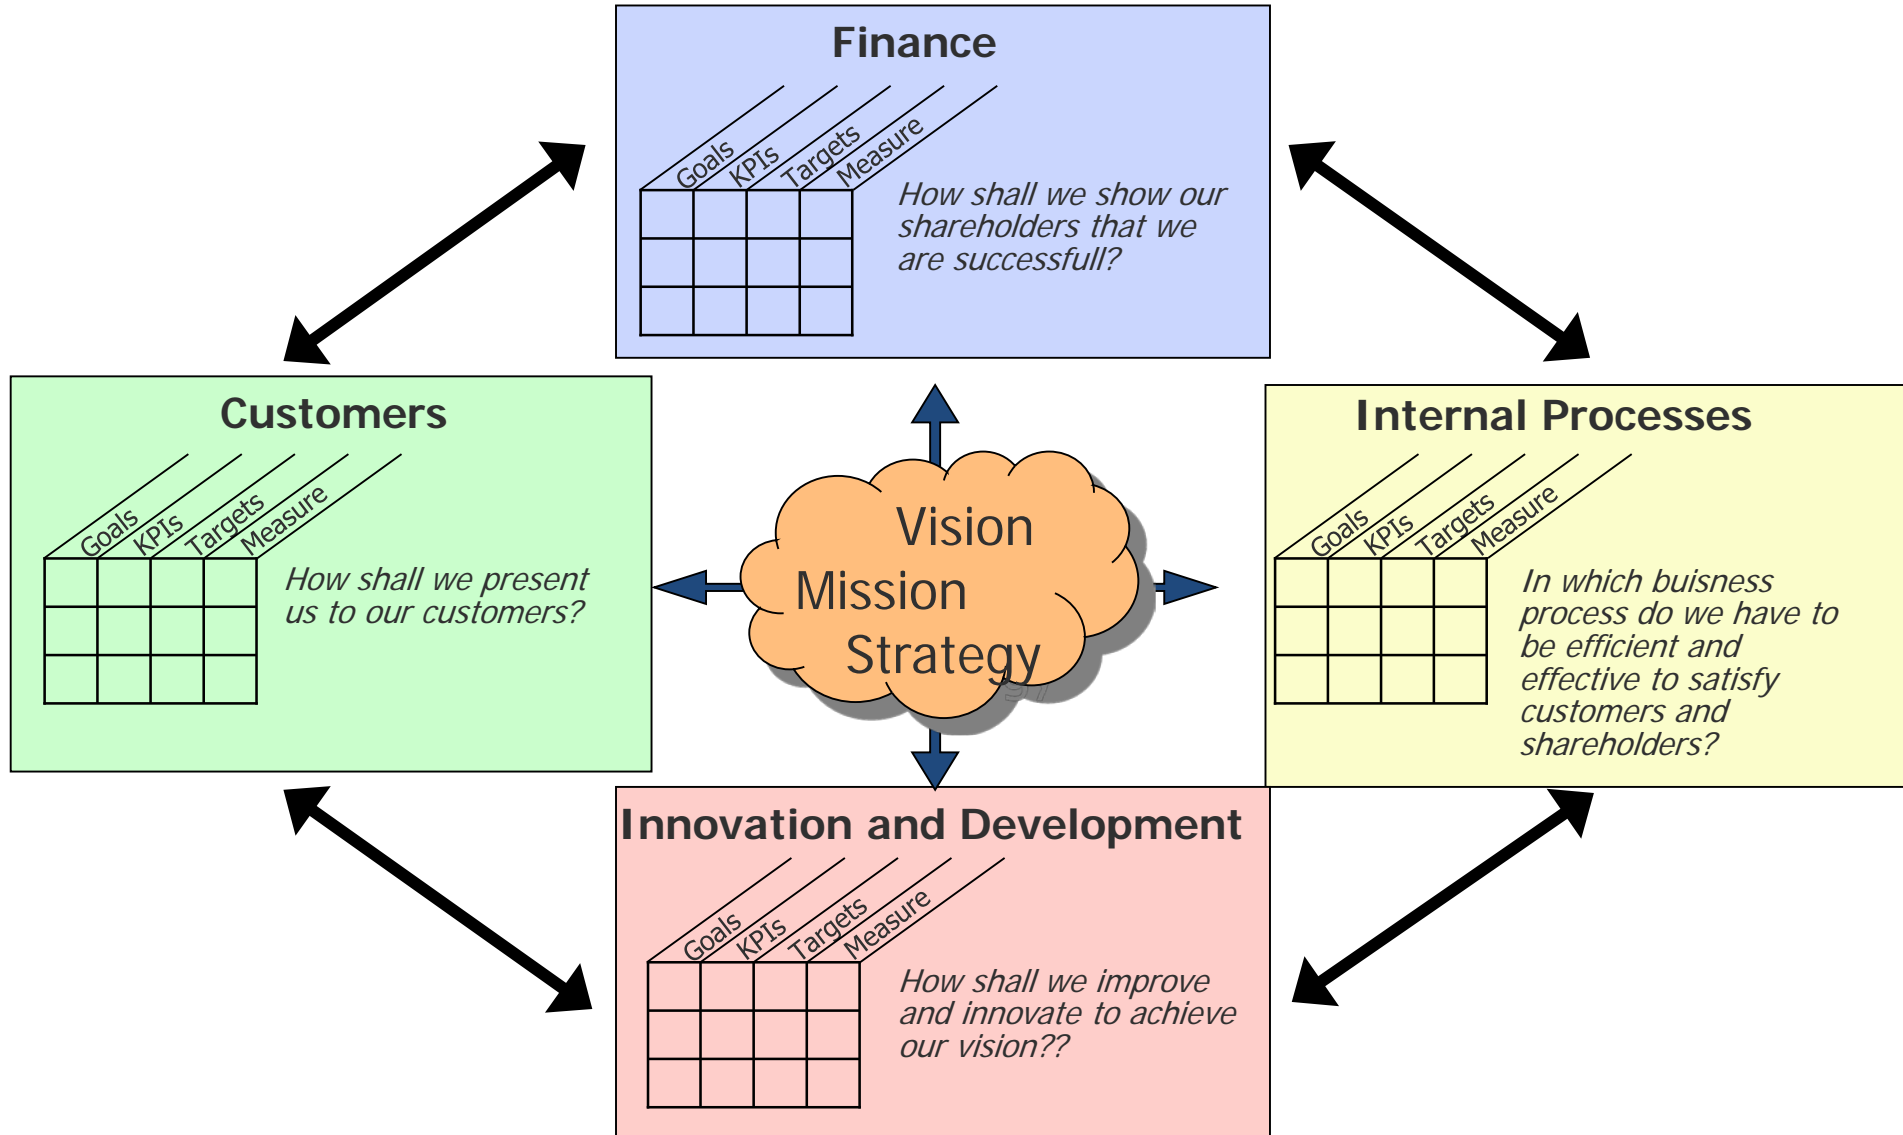 Finance
Goals
KPIs
Targets
Measure
How shall we show our
shareholders that we
are successfull?
Customers
Goals
KPIs
Targets
Measure
How shall we present
us to our customers?
Vision
Mission
Strategy
Internal Processes
Goals
KPIs
Targets
Measure
In which buisness
process do we have to
be efficient and
effective to satisfy
customers and
shareholders?
Innovation and Development
Goals
KPIs
Targets
Measure
How shall we improve
and innovate to achieve
our vision??